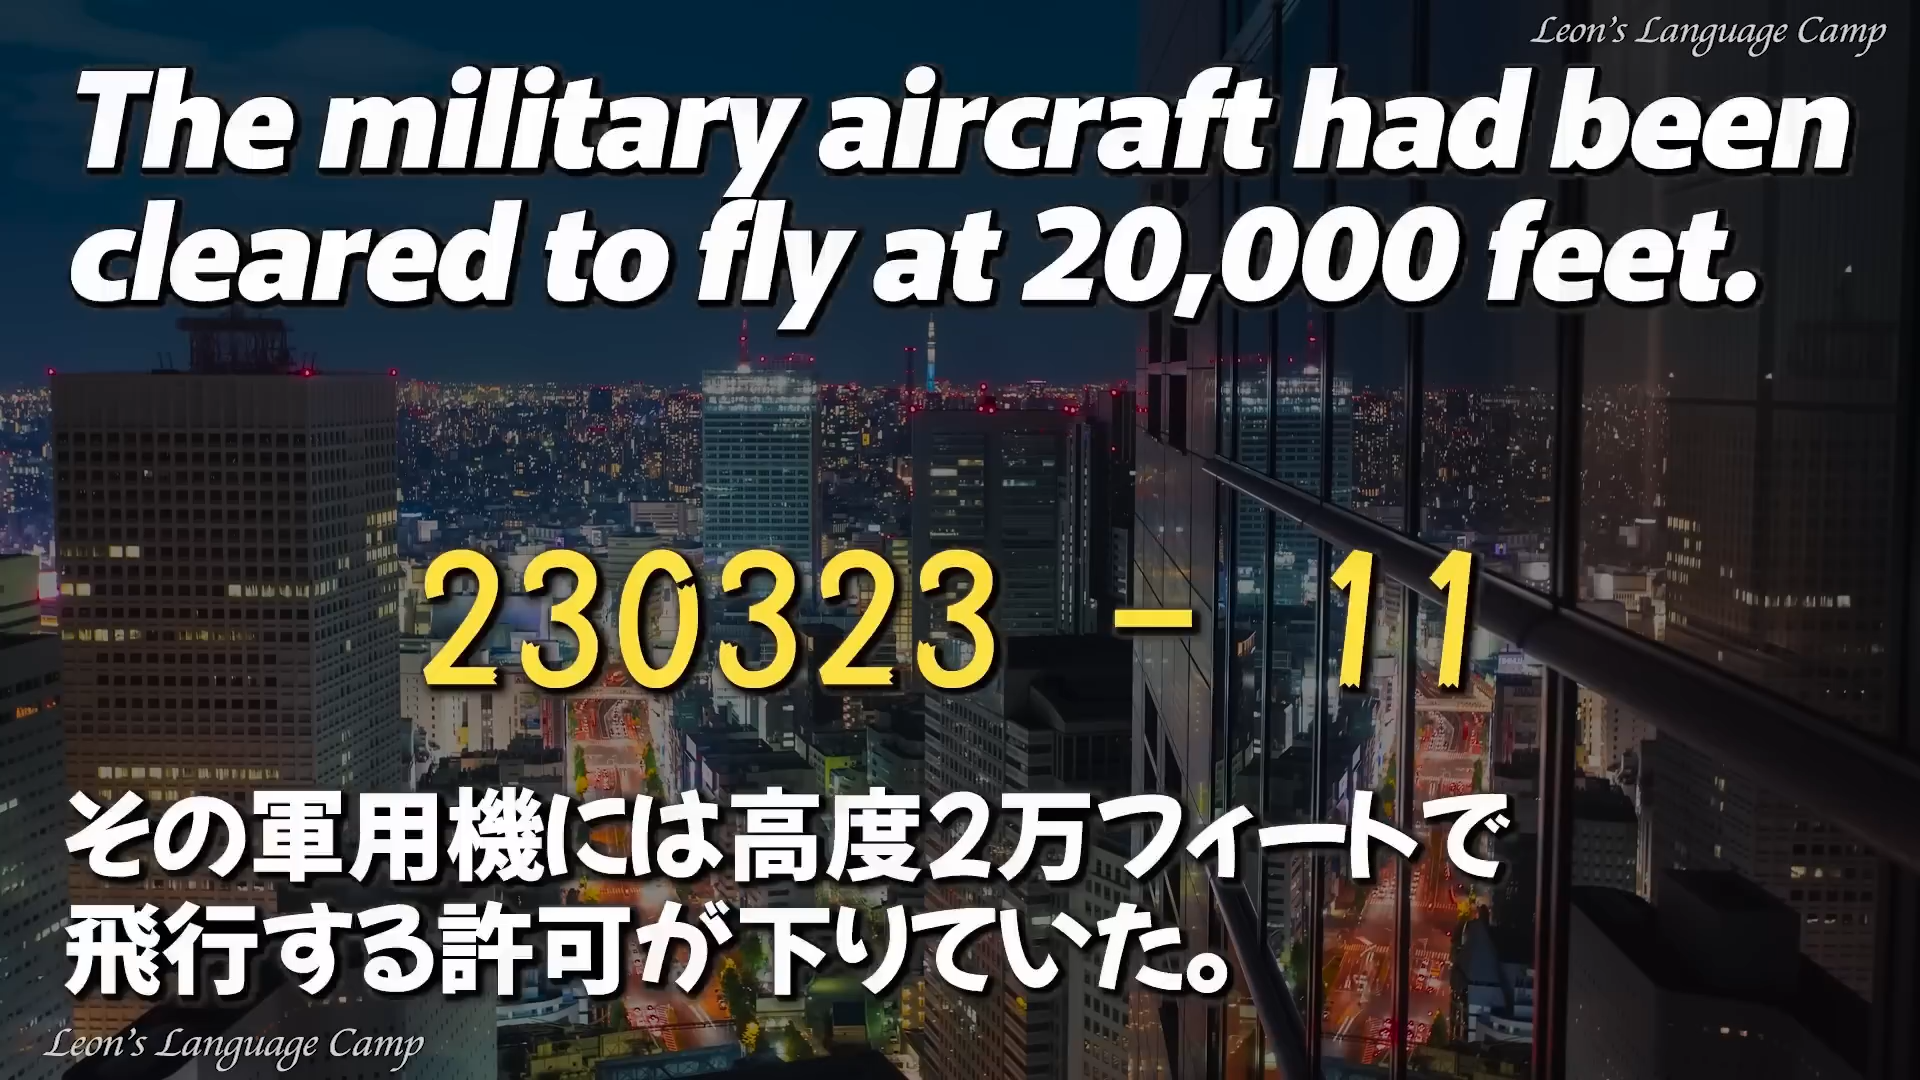 Leon's Language Camp
The military aircraft had been
cleared to fly at 20,000 feet.
230323 - 11
その軍用機には高度2万フィートで
飛行する許可が下りていた。
Leon's Language Camp